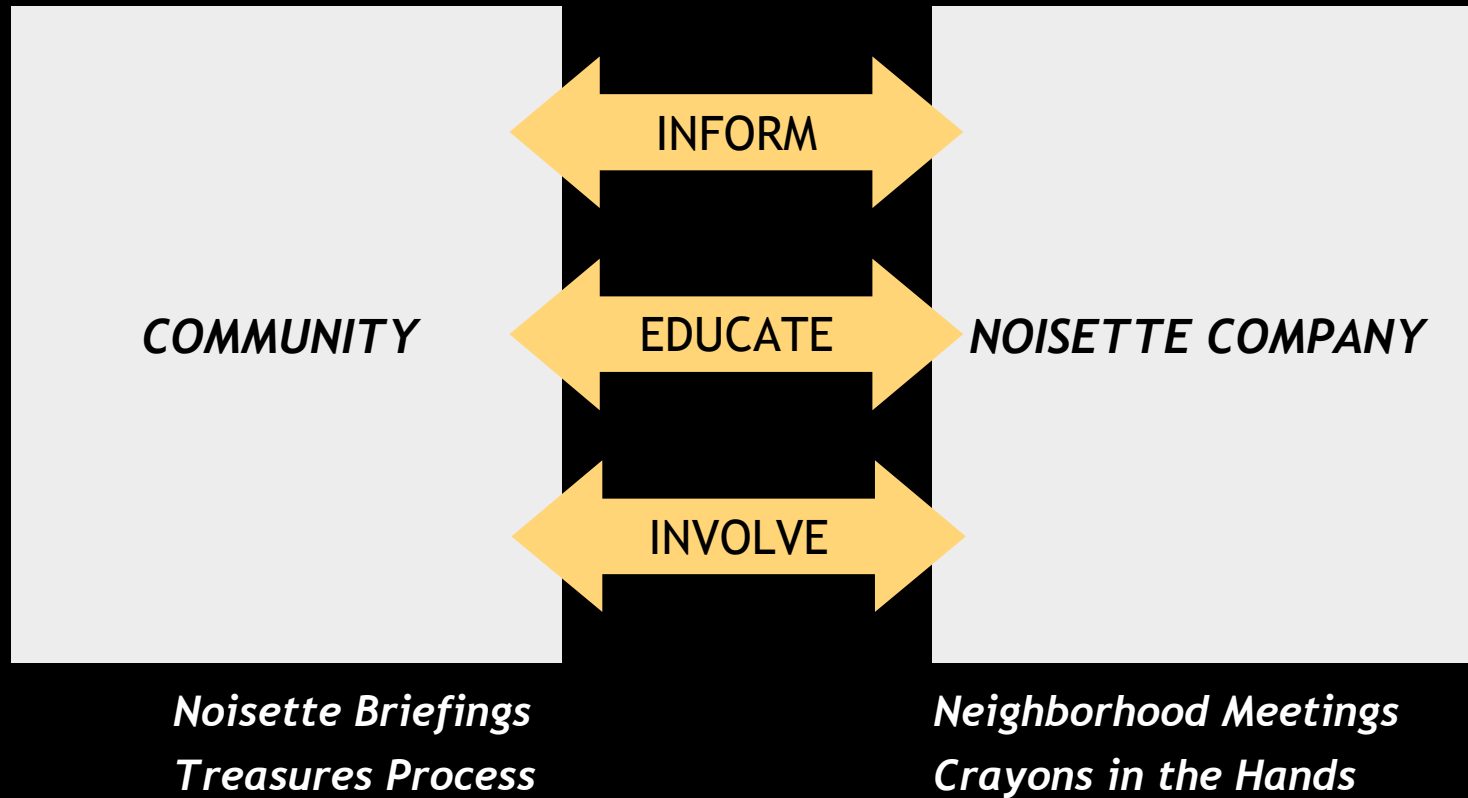 INFORM
COMMUNITY
EDUCATE
NOISETTE COMPANY
INVOLVE
Noisette Briefings
Treasures Process
Neighborhood Meetings
Crayons in the Hands